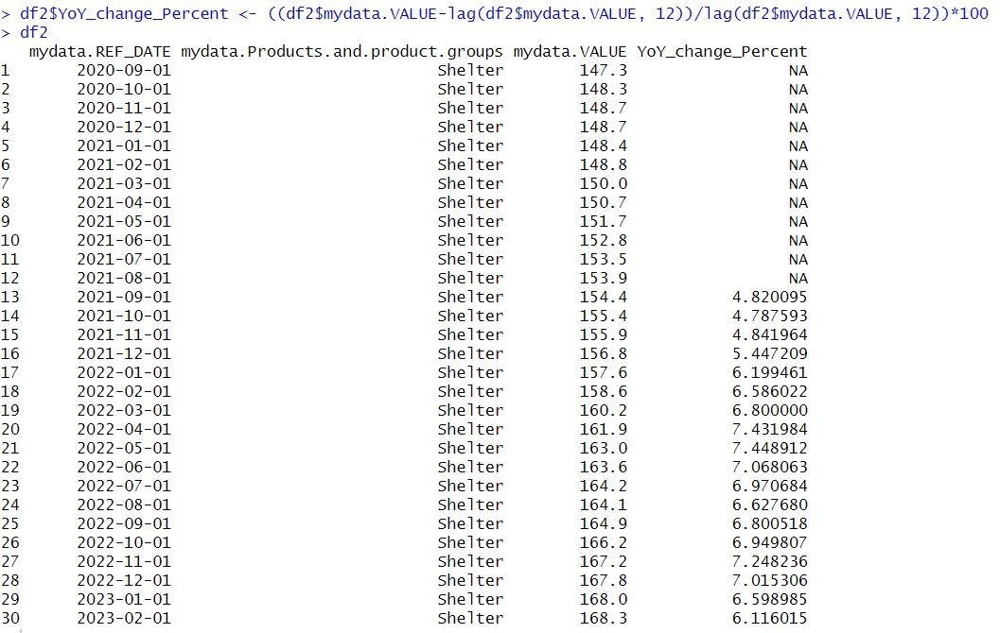 > df2$YoY_change_Percent <- ((df2$mydata.VALUE-lag(df2$mydata.VALUE, 12))/lag(df2$mydata.VALUE, 12))*100
> df2
mydata.REF_DATE mydata.Products.and.product.groups mydata.VALUE YoY_change_Percent
1 2020-09-01 Shelter 147.3 NA
2 2020-10-01 Shelter 148.3 NA
3 2020-11-01 Shelter 148.7 NA
4 2020-12-01 Shelter 148.7 NA
5 2021-01-01 Shelter 148.4 NA
6 2021-02-01 Shelter 148.8 NA
7 2021-03-01 Shelter 150.0 NA
8 2021-04-01 Shelter 150.7 NA
9 2021-05-01 Shelter 151.7 NA
10 2021-06-01 Shelter 152.8 NA
11 2021-07-01 Shelter 153.5 NA
12 2021-08-01 Shelter 153.9 NA
13 2021-09-01 Shelter 154.4 4.820095
14 2021-10-01 Shelter 155.4 4.787593
15 2021-11-01 Shelter 155.9 4.841964
16 2021-12-01 Shelter 156.8 5.447209
17 2022-01-01 Shelter 157.6 6.199461
18 2022-02-01 Shelter 158.6 6.586022
19 2022-03-01 Shelter 160.2 6.800000
20 2022-04-01 Shelter 161.9 7.431984
21 2022-05-01 Shelter 163.0 7.448912
22 2022-06-01 Shelter 163.6 7.068063
23 2022-07-01 Shelter 164.2 6.970684
24 2022-08-01 Shelter 164.1 6.627680
25 2022-09-01 Shelter 164.9 6.800518
26 2022-10-01 Shelter 166.2 6.949807
27 2022-11-01 Shelter 167.2 7.248236
28 2022-12-01 Shelter 167.8 7.015306
29 2023-01-01 Shelter 168.0 6.598985
30 2023-02-01 Shelter 168.3 6.116015